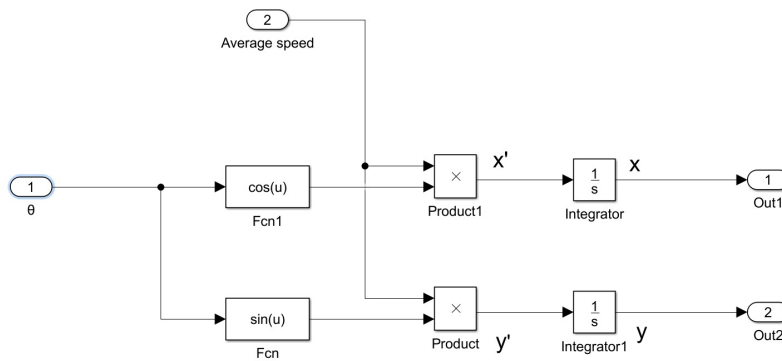 2
Average speed
1
θ
cos(u)
Fcn1
×
Product1
x'
1
s
Integrator
x
1
Out1
sin(u)
Fcn
×
Product
y'
1
s
Integrator1
y
2
Out2